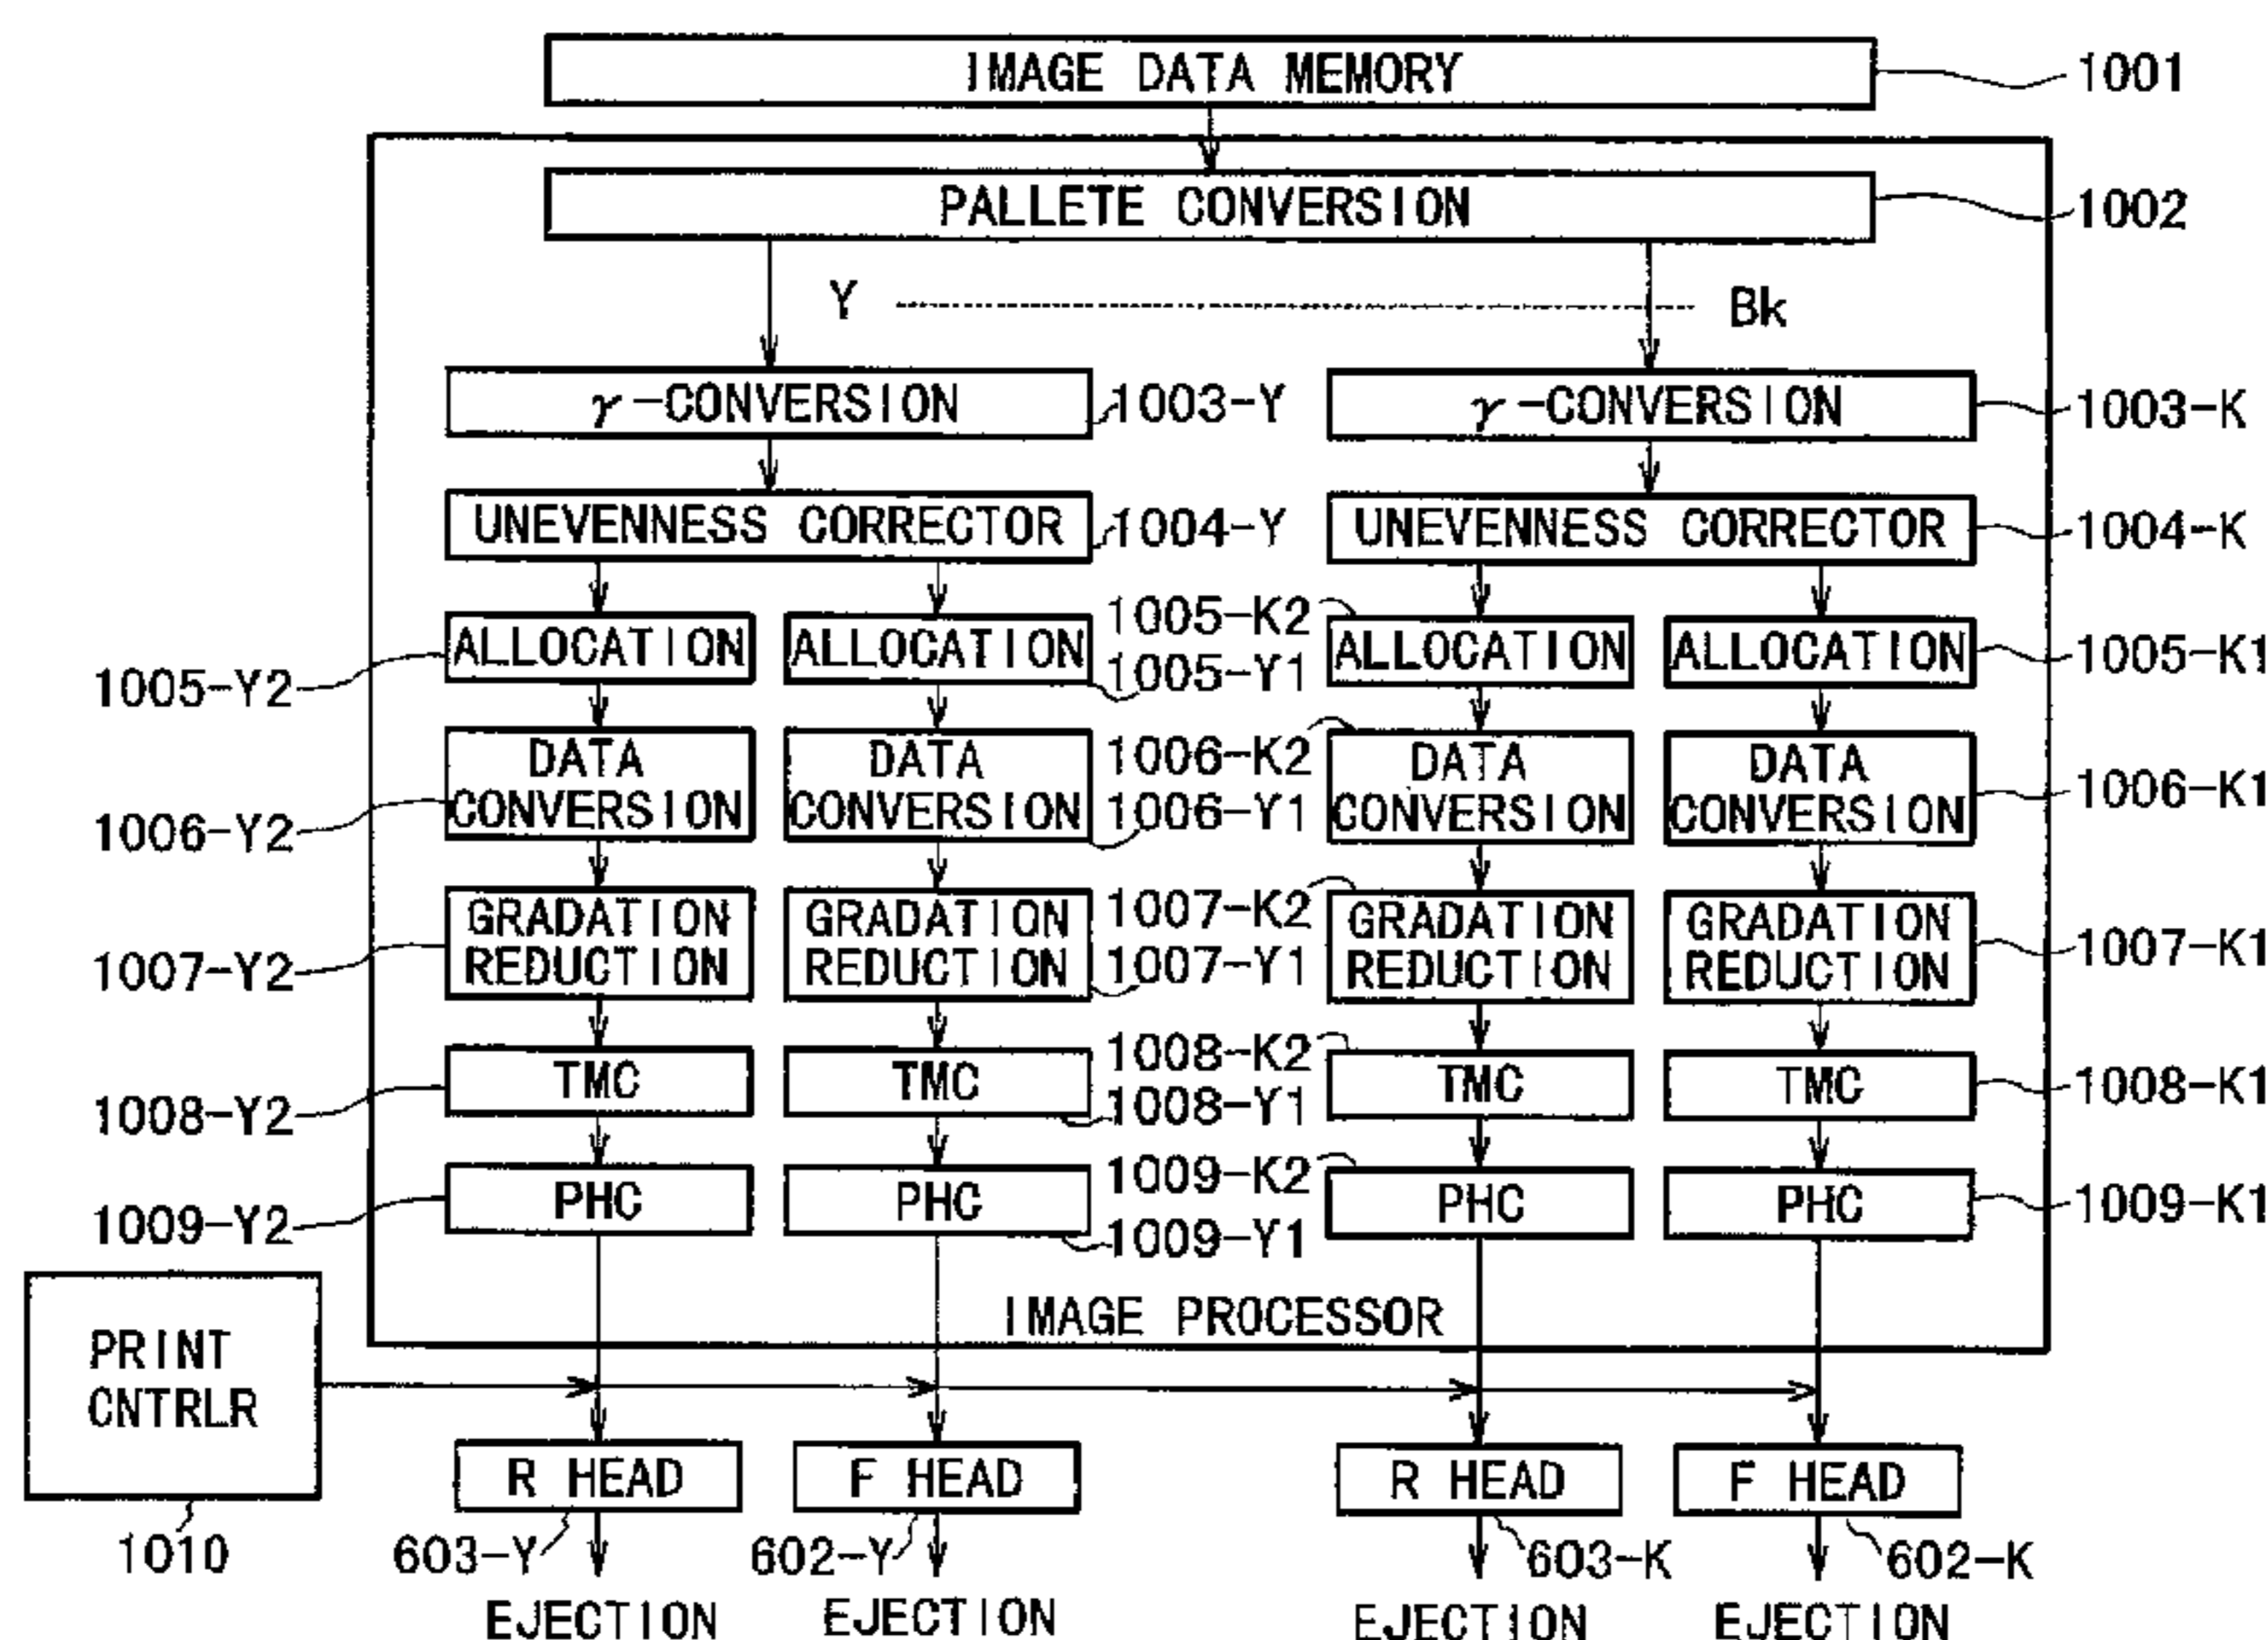 IMAGE DATA MEMORY
1001
PALLETE CONVERSION
1002
Y
Bk
γ-CONVERSION
1003-Y
γ-CONVERSION
1003-K
UNEVENNESS CORRECTOR
1004-Y
UNEVENNESS CORRECTOR
1004-K
1005-Y2
ALLOCATION
ALLOCATION
1005-K2
1005-Y1
ALLOCATION
ALLOCATION
1005-K1
1006-Y2
DATA
CONVERSION
DATA
CONVERSION
1006-K2
1006-Y1
DATA
CONVERSION
DATA
CONVERSION
1006-K1
1007-Y2
GRADATION
REDUCTION
GRADATION
REDUCTION
1007-K2
1007-Y1
GRADATION
REDUCTION
GRADATION
REDUCTION
1007-K1
1008-Y2
TMC
TMC
1008-K2
1008-Y1
TMC
TMC
1008-K1
1009-Y2
PHC
PHC
1009-K2
1009-Y1
PHC
PHC
1009-K1
IMAGE PROCESSOR
PRINT
CNTRLR
1010
R HEAD
F HEAD
R HEAD
F HEAD
603-Y
602-Y
603-K
602-K
EJECTION
EJECTION
EJECTION
EJECTION